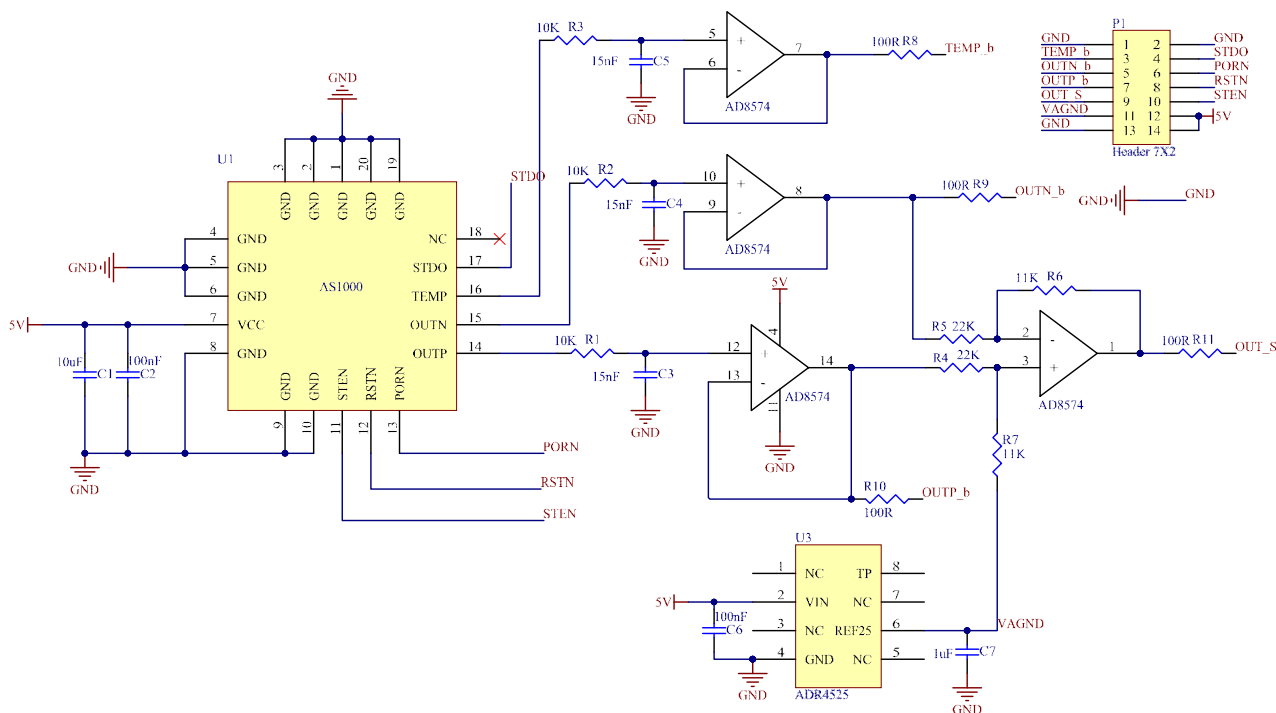 P1
GND 1 2 GND
TEMP_b 3 4 STDO
OUTN_b 5 6 PORN
OUTP_b 7 8 RSTN
OUT_S 9 10 STEN
VAGND 11 12 5V
GND 13 14
Header 7X2
GND GND
10K R3
15nF C5
GND
5 +
6 -
7
AD8574
100R R8
TEMP_b
10K R2
15nF C4
GND
10 +
9 -
8
AD8574
100R R9
OUTN_b
GND
U1
3 2 1 20 19
GND GND GND GND GND
STDO
4 GND
5 GND
6 GND
7 VCC
8 GND
GND
5V
AS1000
NC 18
STDO 17
TEMP 16
OUTN 15
OUTP 14
GND GND STEN RSTN PORN
9 10 11 12 13
10uF C1
100nF C2
GND
PORN
RSTN
STEN
10K R1
15nF C3
GND
5V
4
12 +
13 -
14
11
AD8574
GND
R10
100R
OUTP_b
11K R6
R5 22K
R4 22K
2 -
3 +
1
AD8574
100R R11
OUT_S
R7
11K
U3
1 NC TP 8
2 VIN NC 7
3 NC REF25 6
4 GND NC 5
ADR4525
5V
100nF
C6
GND
VAGND
1uF C7
GND